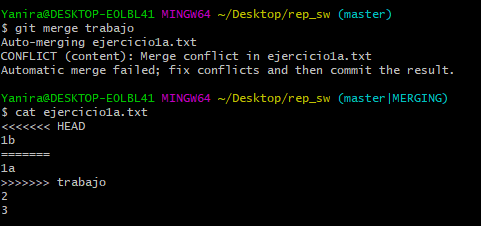 Yanira@DESKTOP-EOLBL41 MINGW64 ~/Desktop/rep_sw (master)
$ git merge trabajo
Auto-merging ejercicio1a.txt
CONFLICT (content): Merge conflict in ejercicio1a.txt
Automatic merge failed; fix conflicts and then commit the result.
Yanira@DESKTOP-EOLBL41 MINGW64 ~/Desktop/rep_sw (master|MERGING)
$ cat ejercicio1a.txt
<<<<<<< HEAD
1b
=======
1a
>>>>>>> trabajo
2
3